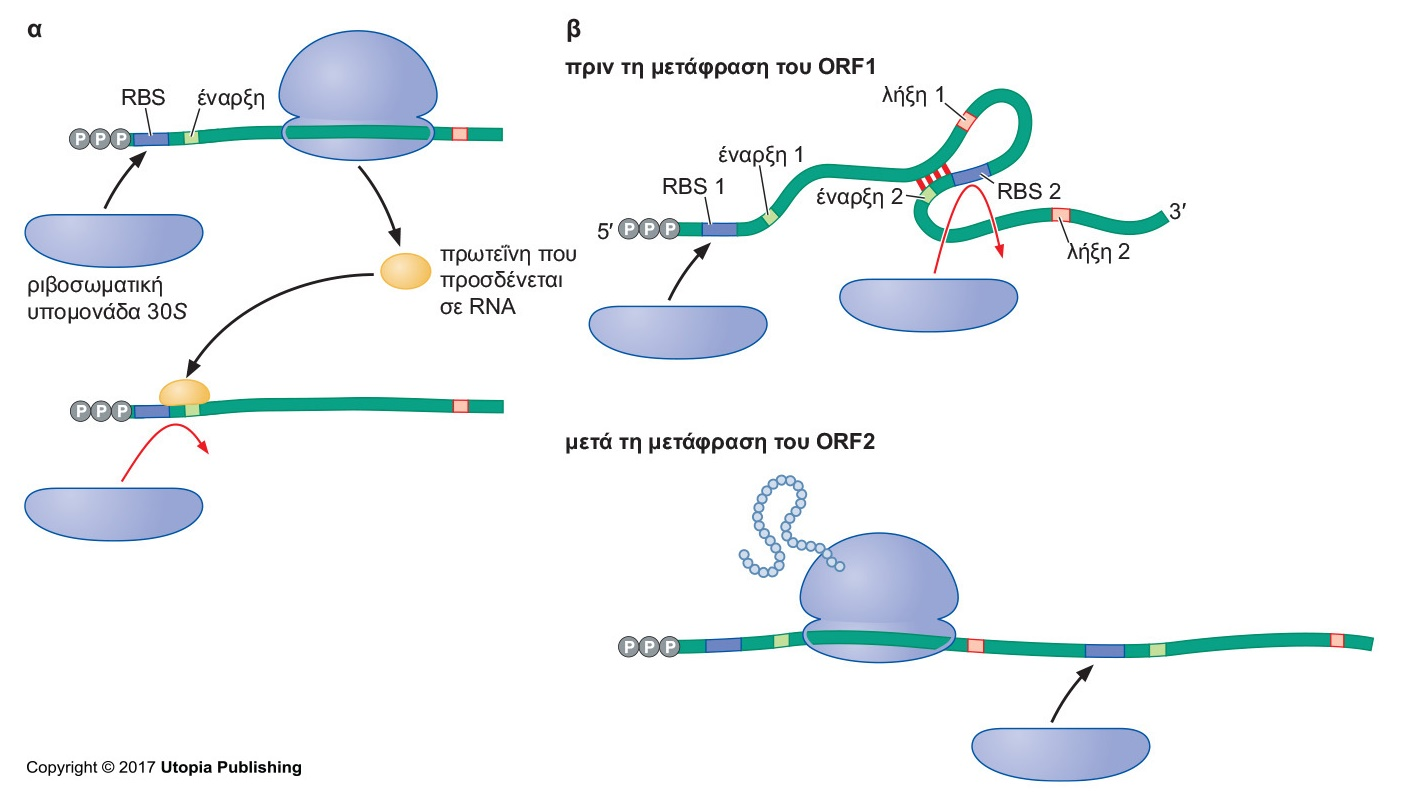 α
RBS
έναρξη
P P P
ριβοσωματική
υπομονάδα 30S
πρωτεΐνη που
προσδένεται
σε RNA
P P P
β
πριν τη μετάφραση του ORF1
λήξη 1
έναρξη 1
RBS 1
έναρξη 2
RBS 2
5′ P P P
3′
λήξη 2
μετά τη μετάφραση του ORF2
P P P
Copyright © 2017 Utopia Publishing